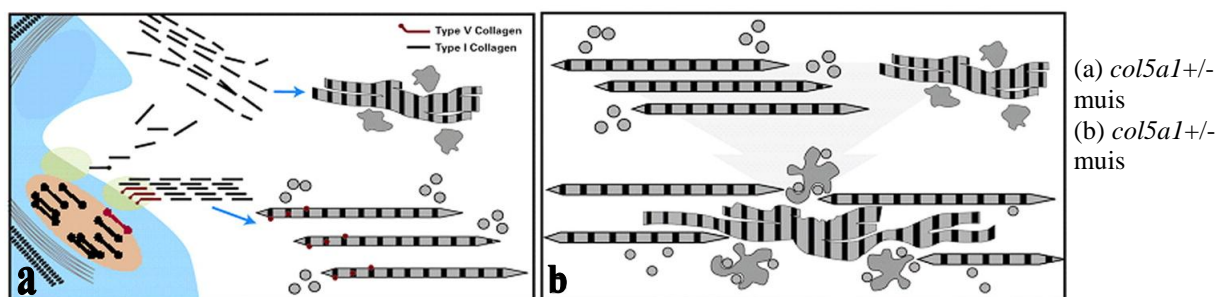 Type V Collagen
Type I Collagen
a
b
(a) col5a1+/-
muis
(b) col5a1+/-
muis